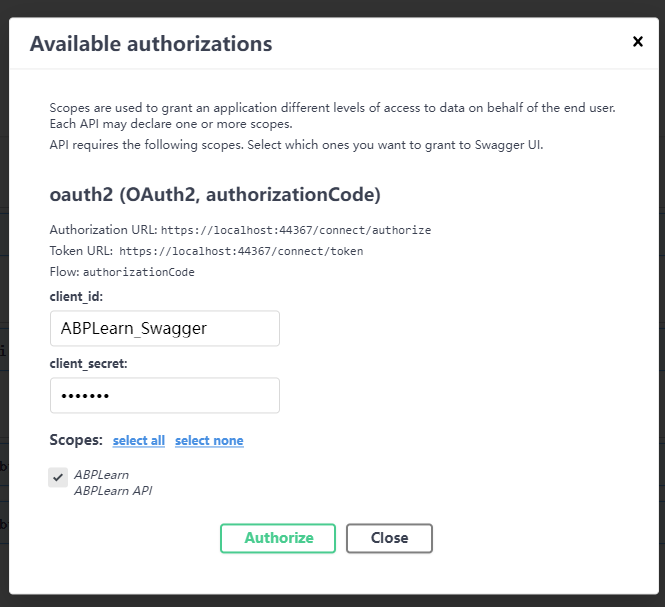 Available authorizations
Scopes are used to grant an application different levels of access to data on behalf of the end user.
Each API may declare one or more scopes.
API requires the following scopes. Select which ones you want to grant to Swagger UI.
oauth2 (OAuth2, authorizationCode)
Authorization URL: https://localhost:44367/connect/authorize
Token URL: https://localhost:44367/connect/token
Flow: authorizationCode
client_id:
ABPLearn_Swagger
client_secret:
•••••••
Scopes: select all select none
ABPLearn
ABPLearn API
Authorize Close